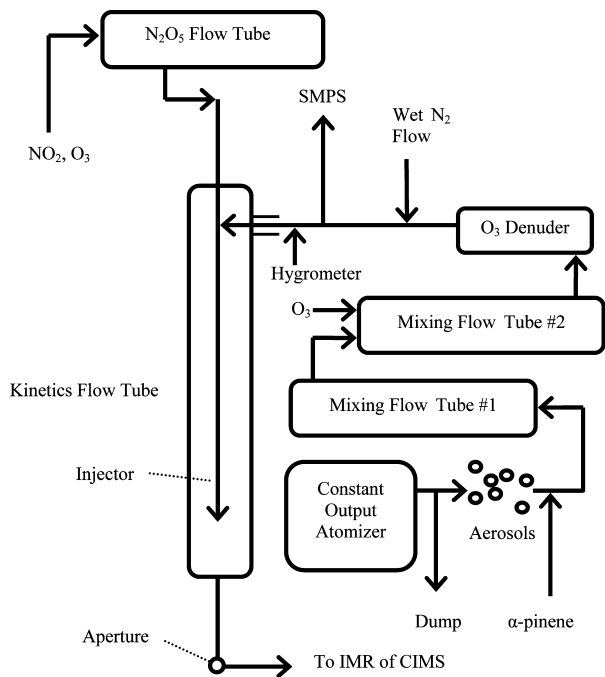 N₂O₅ Flow Tube
SMPS
Wet N₂
Flow
NO₂, O₃
O₃ Denuder
Hygrometer
O₃
Mixing Flow Tube #2
Kinetics Flow Tube
Mixing Flow Tube #1
Injector
Constant
Output
Atomizer
Aerosols
Dump
α-pinene
Aperture
To IMR of CIMS